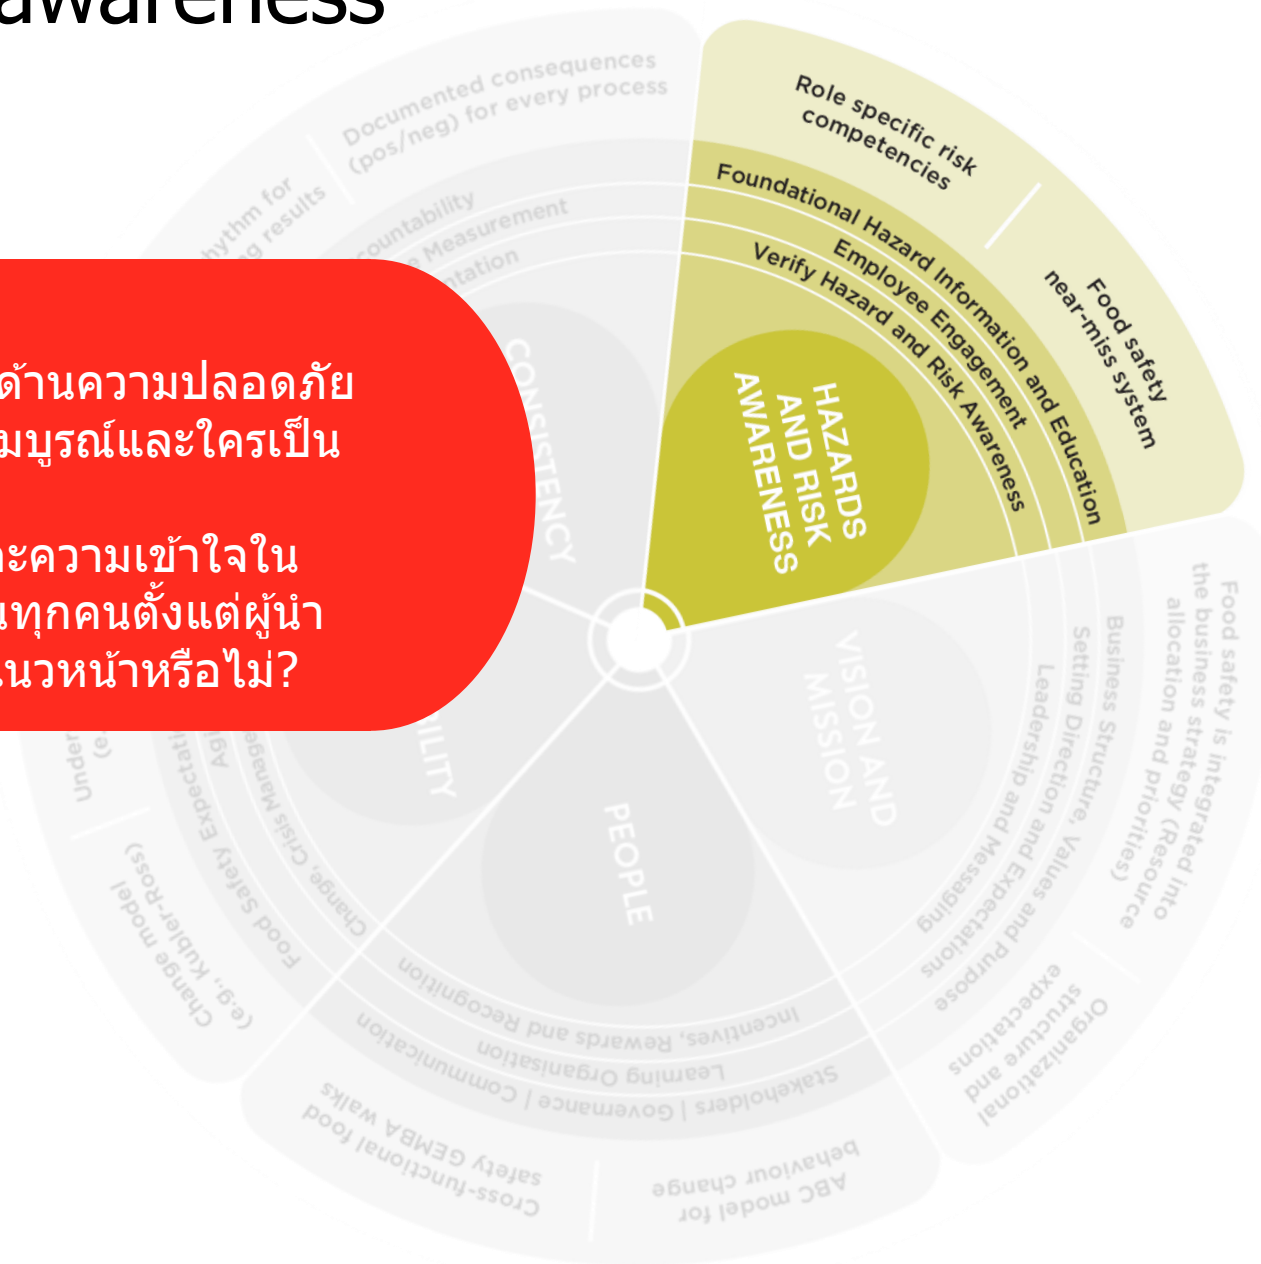 awareness
Documented consequences
(pos/neg) for every process
Role specific risk
competencies
Foundational Hazard Information and Education
Employee Engagement
Verify Hazard and Risk Awareness
Food safety
near-miss system
HAZARDS
AND RISK
AWARENESS
for
results
Measurement
CONSISTENCY
ด้านความปลอดภัย
และใครเป็น
ความเข้าใจใน
ทุกคนตั้งแต่ผู้นำ
แนวหน้าหรือไม่?
Food safety is integrated into
the business strategy (Resource
allocation and priorities)
Business Structure, Values and Purpose
Setting Direction and Expectations
Leadership and Messaging
VISION AND
MISSION
Organizational
structure and
expectations
PEOPLE
Incentives, Rewards and Recognition
Learning Organisation
Stakeholders | Governance | Communication
ABC model for
behaviour change
Cross-functional food
safety GEMBA walks
Change, Crisis
Food Safety
Change model
(e.g., Kubler-Ross)